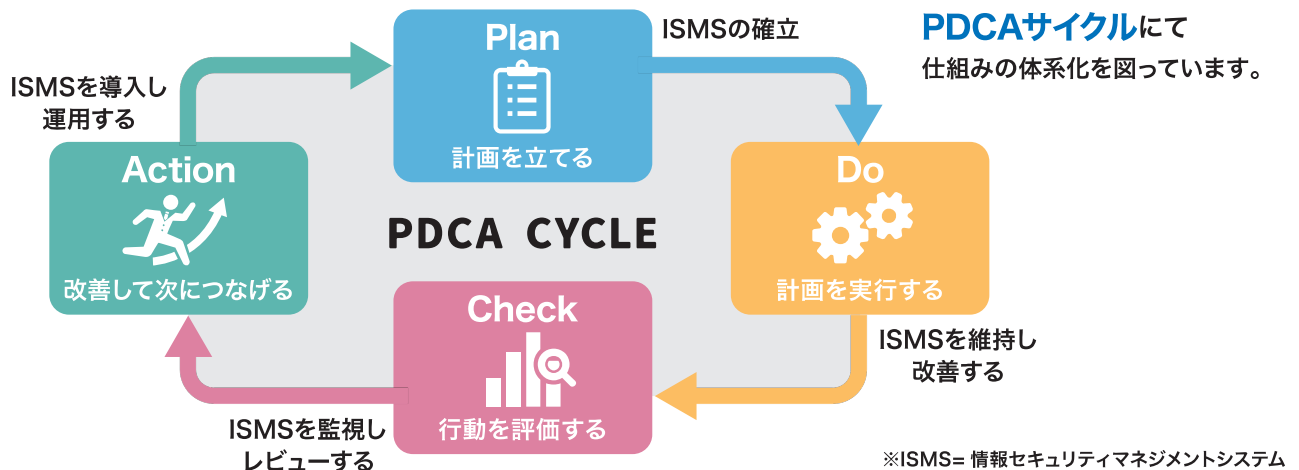 PDCAサイクルにて
仕組みの体系化を図っています。
Plan
計画を立てる
ISMSの確立
Do
計画を実行する
ISMSを維持し
改善する
Check
行動を評価する
ISMSを監視し
レビューする
Action
改善して次につなげる
ISMSを導入し
運用する
PDCA CYCLE
※ISMS= 情報セキュリティマネジメントシステム